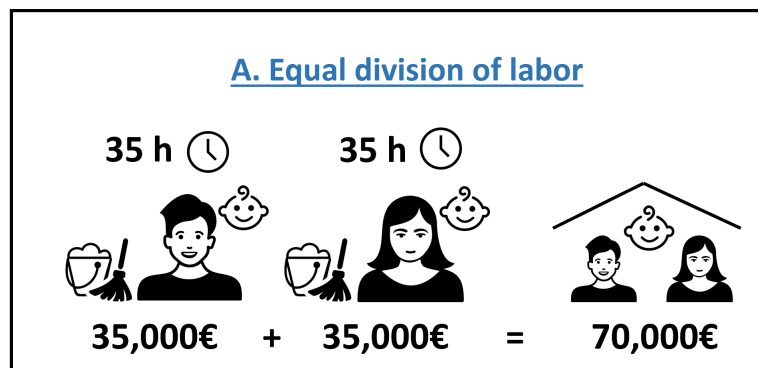 A. Equal division of labor
35 h 35 h
35,000€ + 35,000€ = 70,000€